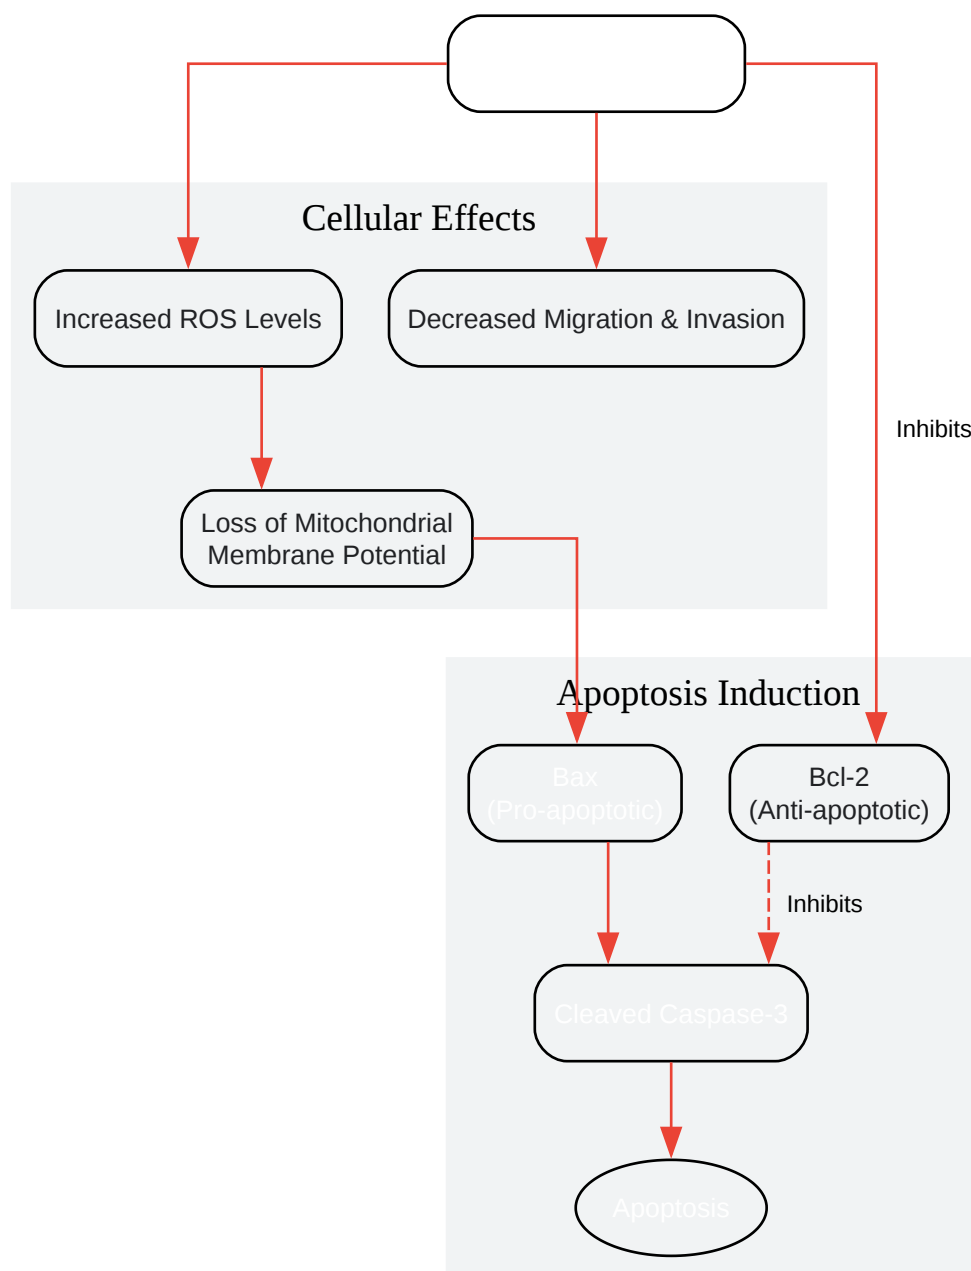 Cellular Effects
Increased ROS Levels
Decreased Migration & Invasion
Inhibits
Loss of Mitochondrial
Membrane Potential
Apoptosis Induction
Bax
(Pro-apoptotic)
Bcl-2
(Anti-apoptotic)
Inhibits
Cleaved Caspase-3
Apoptosis